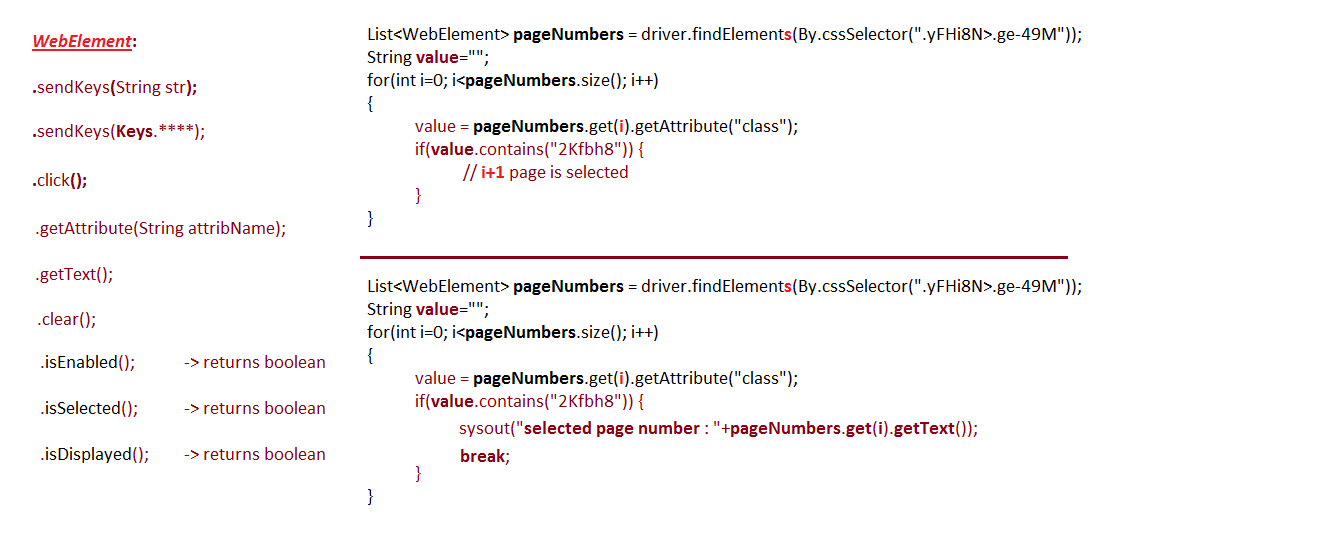 WebElement:
.sendKeys(String str);
.sendKeys(Keys.****);
.click();
.getAttribute(String attribName);
.getText();
.clear();
.isEnabled(); -> returns boolean
.isSelected(); -> returns boolean
.isDisplayed(); -> returns boolean
List<WebElement> pageNumbers = driver.findElements(By.cssSelector(".yFHi8N>.ge-49M"));
String value="";
for(int i=0; i<pageNumbers.size(); i++)
{
value = pageNumbers.get(i).getAttribute("class");
if(value.contains("2Kfbh8")) {
// i+1 page is selected
}
}
List<WebElement> pageNumbers = driver.findElements(By.cssSelector(".yFHi8N>.ge-49M"));
String value="";
for(int i=0; i<pageNumbers.size(); i++)
{
value = pageNumbers.get(i).getAttribute("class");
if(value.contains("2Kfbh8")) {
sysout("selected page number : "+pageNumbers.get(i).getText());
break;
}
}